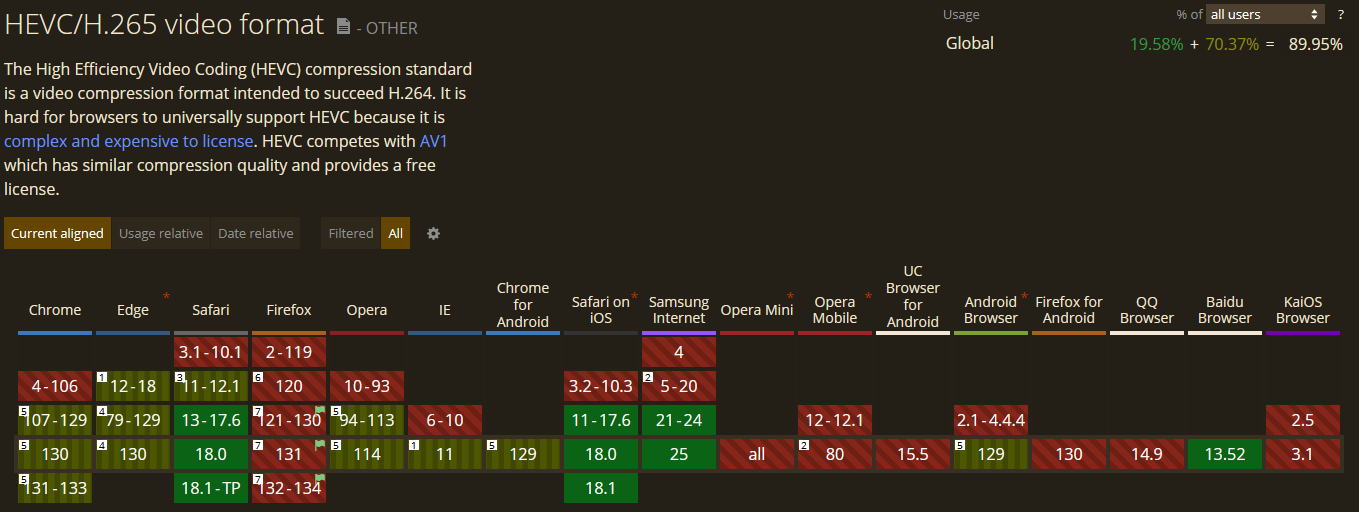 HEVC/H.265 video format - OTHER
Usage % of all users ?
Global 19.58% + 70.37% = 89.95%
The High Efficiency Video Coding (HEVC) compression standard
is a video compression format intended to succeed H.264. It is
hard for browsers to universally support HEVC because it is
complex and expensive to license. HEVC competes with AV1
which has similar compression quality and provides a free
license.
Current aligned Usage relative Date relative Filtered All
Chrome
Edge *
Safari
Firefox
Opera
IE
Chrome
for
Android
Safari on *
iOS
Samsung
Internet
Opera Mini *
Opera *
Mobile
UC
Browser
for
Android
Android *
Browser
Firefox for
Android
QQ
Browser
Baidu
Browser
KaiOS
Browser
3.1-10.1 2-119 4
4-106 1 12-18 3 11-12.1 6 120 10-93 3.2-10.3 2 5-20
5 107-129 4 79-129 13-17.6 7 121-130 5 94-113 6-10 11-17.6 21-24 12-12.1 2.1-4.4.4 2.5
5 130 4 130 18.0 7 131 5 114 1 11 5 129 18.0 25 all 2 80 15.5 5 129 130 14.9 13.52 3.1
5 131-133 18.1-TP 7 132-134 18.1